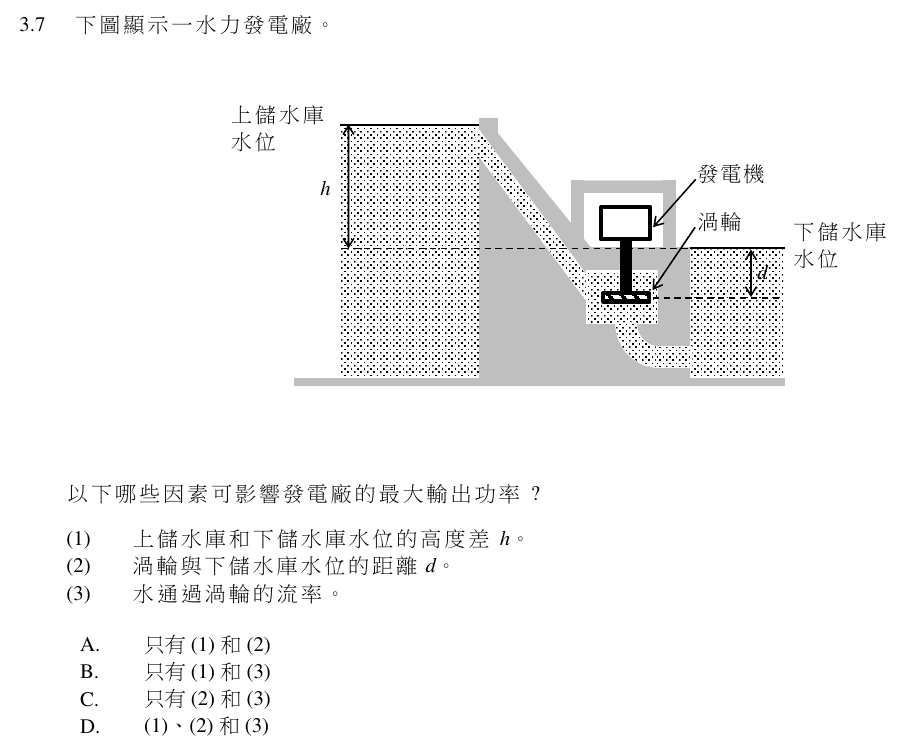 3.7 下圖顯示一水力發電廠。
上儲水庫
水位
h
發電機
渦輪
下儲水庫
水位
d
以下哪些因素可影響發電廠的最大輸出功率 ?
(1) 上儲水庫和下儲水庫水位的高度差 h。
(2) 渦輪與下儲水庫水位的距離 d。
(3) 水通過渦輪的流率。
A. 只有 (1) 和 (2)
B. 只有 (1) 和 (3)
C. 只有 (2) 和 (3)
D. (1)、(2) 和 (3)